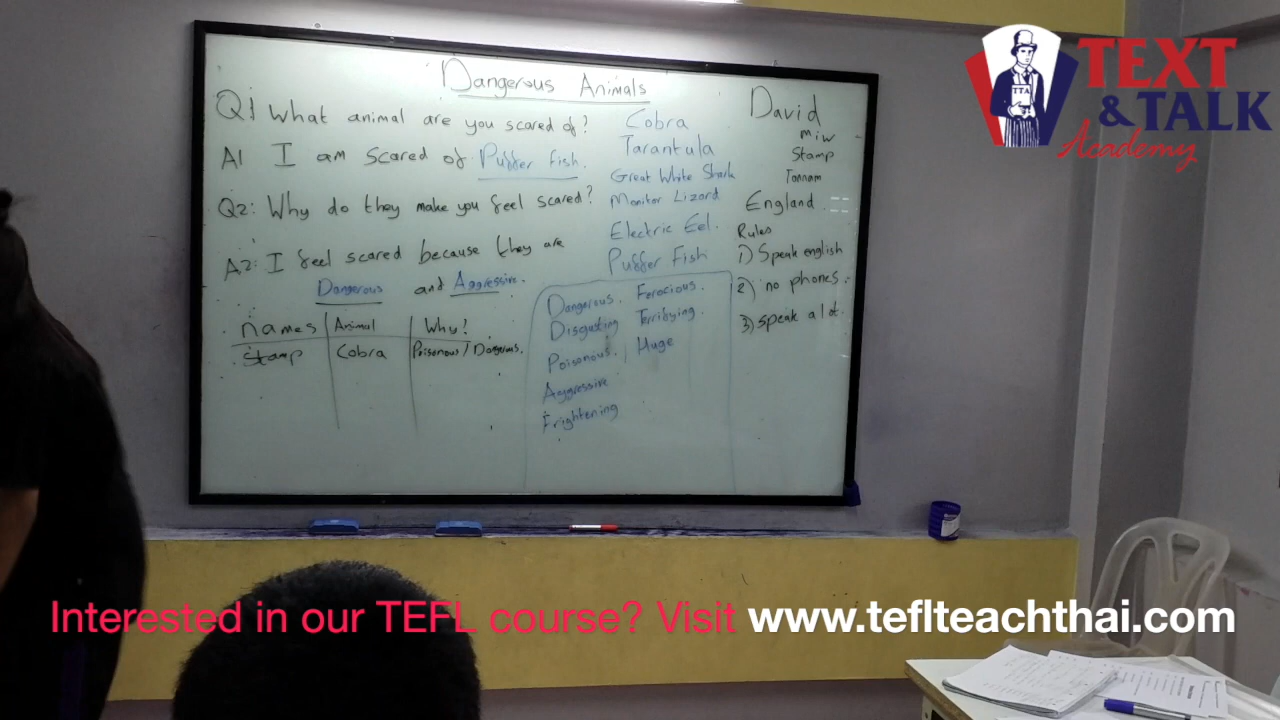 Dangerous Animals
Q1 What animal are you scared of?
A1 I am scared of Puffer fish.
Q2: Why do they make you feel scared?
A2: I feel scared because they are
Dangerous and Aggressive.
names Animal Why?
Stamp Cobra Poisonous / Dangerous.
Cobra
Tarantula
Great White Shark
Monitor Lizard
Electric Eel.
Puffer Fish
Dangerous. Ferocious.
Disgusting Terrifying.
Poisonous. Huge
Aggressive
Frightening
David
Miw
Stamp
Tonnam
England
Rules
1) Speak english
2) no phones.
3) Speak a lot.
TEXT
& TALK
Academy
TTA
Interested in our TEFL course? Visit www.teflteachthai.com